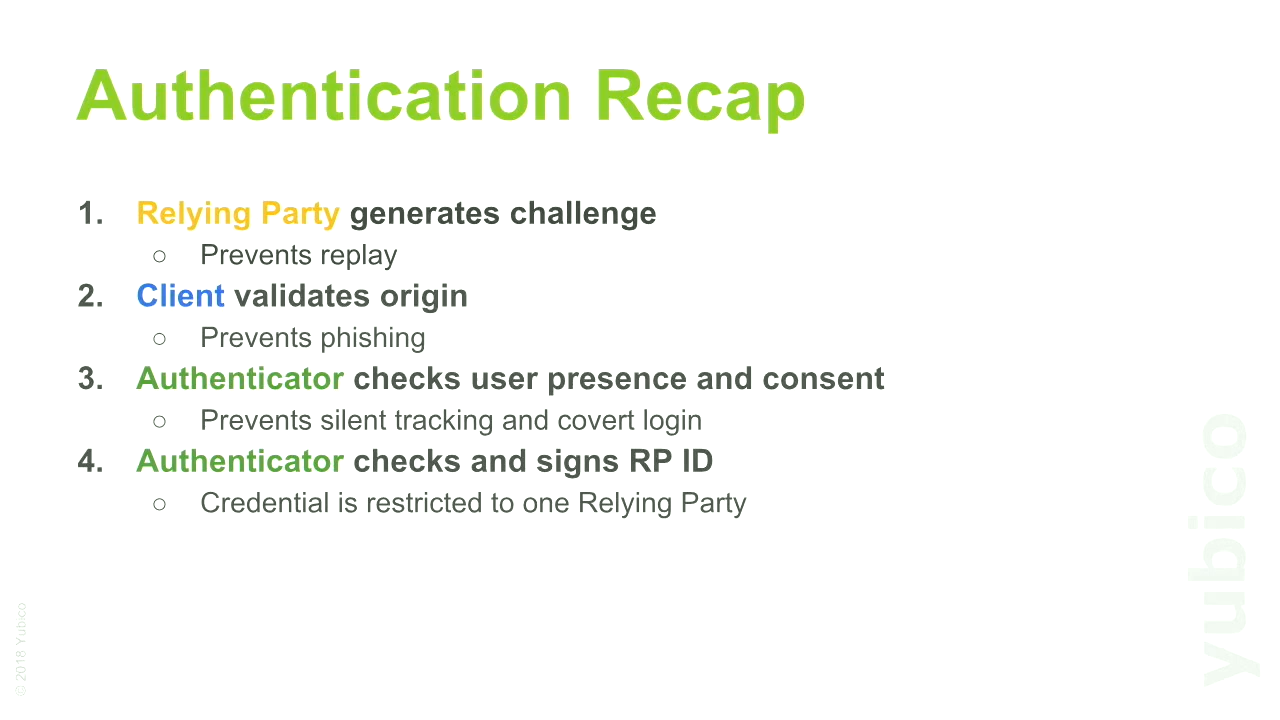 Authentication Recap
1. Relying Party generates challenge
○ Prevents replay
2. Client validates origin
○ Prevents phishing
3. Authenticator checks user presence and consent
○ Prevents silent tracking and covert login
4. Authenticator checks and signs RP ID
○ Credential is restricted to one Relying Party
© 2018 Yubico
yubico